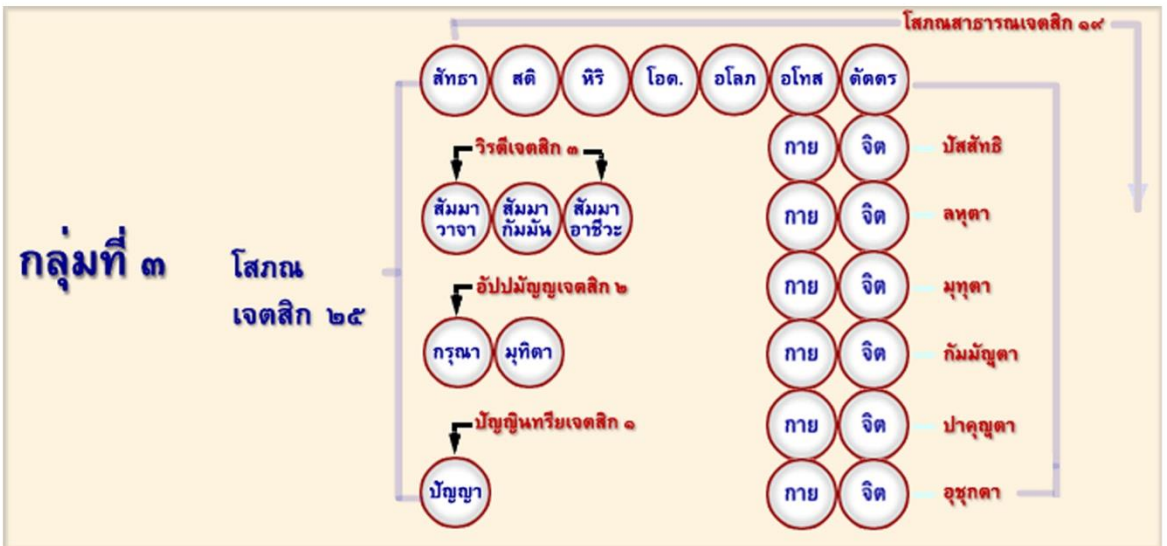 โสภณสาธารณเจตสิก ๑๙
สัทธา สติ หิริ โอต. อโลภ อโทส ตัตตร
กาย จิต ปัสสัทธิ
วิรตีเจตสิก ๓
สัมมา วาจา สัมมา กัมมัน สัมมา อาชีวะ
กาย จิต ลหุตา
กลุ่มที่ ๓
โสภณ
เจตสิก ๒๕
กาย จิต มุทุตา
อัปปมัญญเจตสิก ๒
กรุณา มุทิตา
กาย จิต กัมมัญตา
ปัญญินทรียเจตสิก ๑
กาย จิต ปาคุญตา
ปัญญา
กาย จิต อุชุกตา